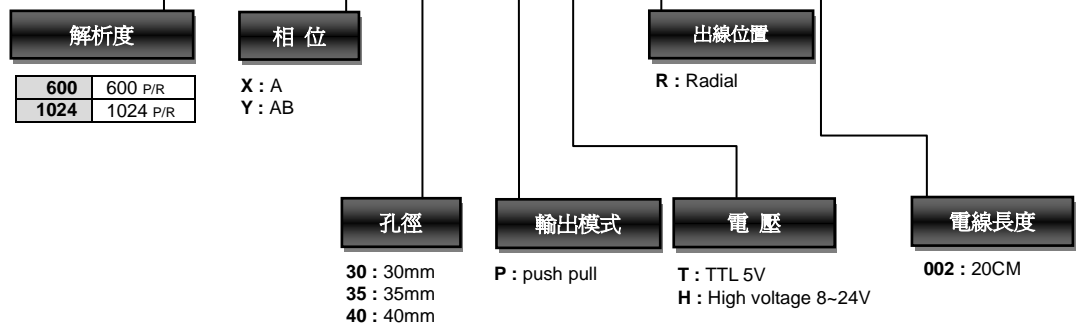 解析度
600 600 P/R
1024 1024 P/R
相 位
X : A
Y : AB
出線位置
R : Radial
孔徑
30 : 30mm
35 : 35mm
40 : 40mm
輸出模式
P : push pull
電 壓
T : TTL 5V
H : High voltage 8~24V
電線長度
002 : 20CM